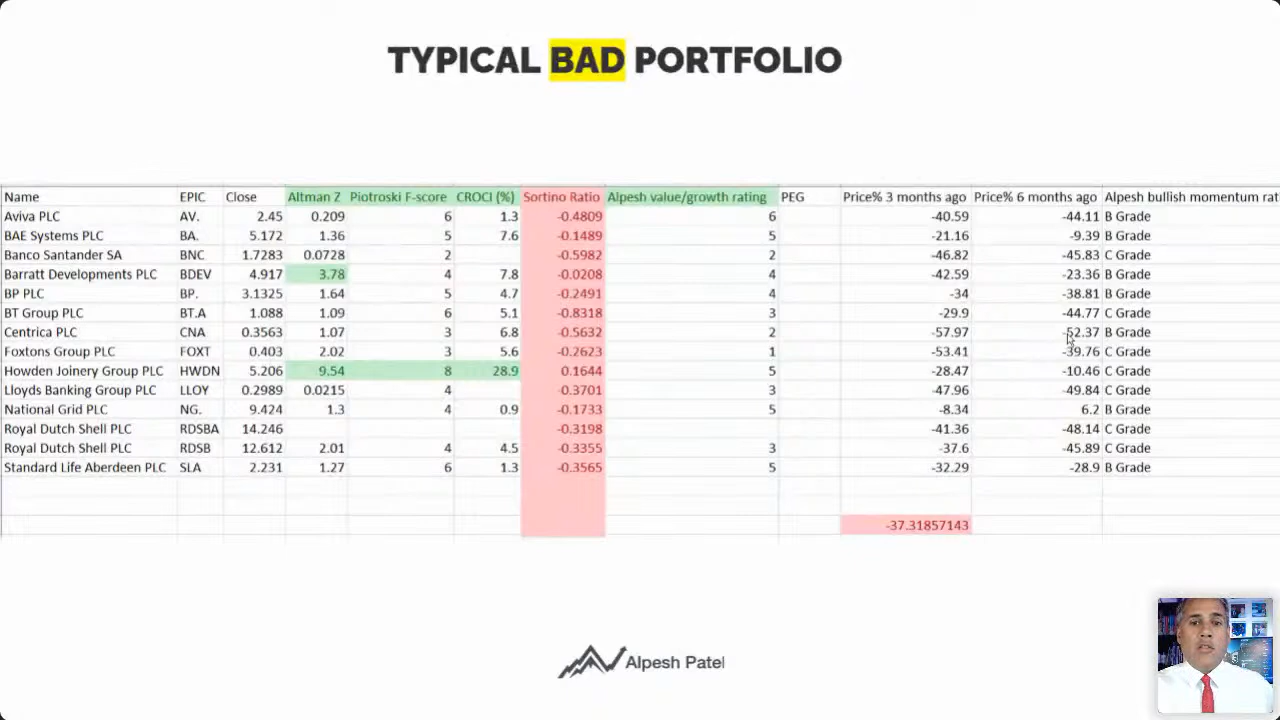 TYPICAL BAD PORTFOLIO
Name EPIC Close Altman Z Piotroski F-score CROCI (%) Sortino Ratio Alpesh value/growth rating PEG Price% 3 months ago Price% 6 months ago Alpesh bullish momentum rat
Aviva PLC AV. 2.45 0.209 6 1.3 -0.4809 6 -40.59 -44.11 B Grade
BAE Systems PLC BA. 5.172 1.36 5 7.6 -0.1489 5 -21.16 -9.39 B Grade
Banco Santander SA BNC 1.7283 0.0728 2 -0.5982 2 -46.82 -45.83 C Grade
Barratt Developments PLC BDEV 4.917 3.78 4 7.8 -0.0208 4 -42.59 -23.36 B Grade
BP PLC BP. 3.1325 1.64 5 4.7 -0.2491 4 -34 -38.81 B Grade
BT Group PLC BT.A 1.088 1.09 6 5.1 -0.8318 3 -29.9 -44.77 C Grade
Centrica PLC CNA 0.3563 1.07 3 6.8 -0.5632 2 -57.97 -52.37 B Grade
Foxtons Group PLC FOXT 0.403 2.02 3 5.6 -0.2623 1 -53.41 -39.76 C Grade
Howden Joinery Group PLC HWDN 5.206 9.54 8 28.9 0.1644 5 -28.47 -10.46 C Grade
Lloyds Banking Group PLC LLOY 0.2989 0.0215 4 -0.3701 3 -47.96 -49.84 C Grade
National Grid PLC NG. 9.424 1.3 4 0.9 -0.1733 5 -8.34 6.2 B Grade
Royal Dutch Shell PLC RDSBA 14.246 -0.3198 -41.36 -48.14 C Grade
Royal Dutch Shell PLC RDSB 12.612 2.01 4 4.5 -0.3355 3 -37.6 -45.89 C Grade
Standard Life Aberdeen PLC SLA 2.231 1.27 6 1.3 -0.3565 5 -32.29 -28.9 B Grade
-37.31857143
Alpesh Patel